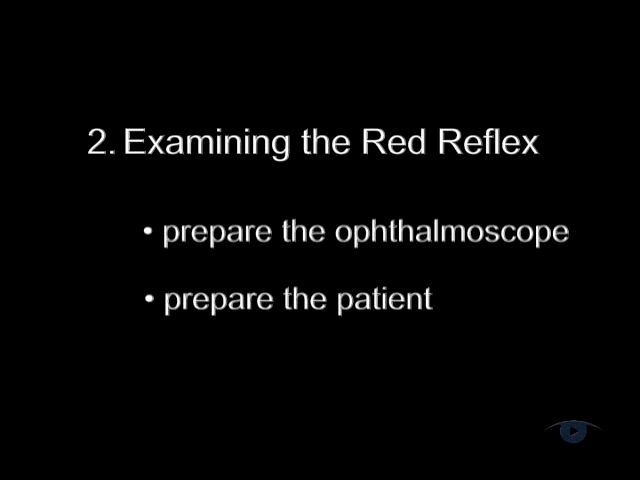 2. Examining the Red Reflex
• prepare the ophthalmoscope
• prepare the patient